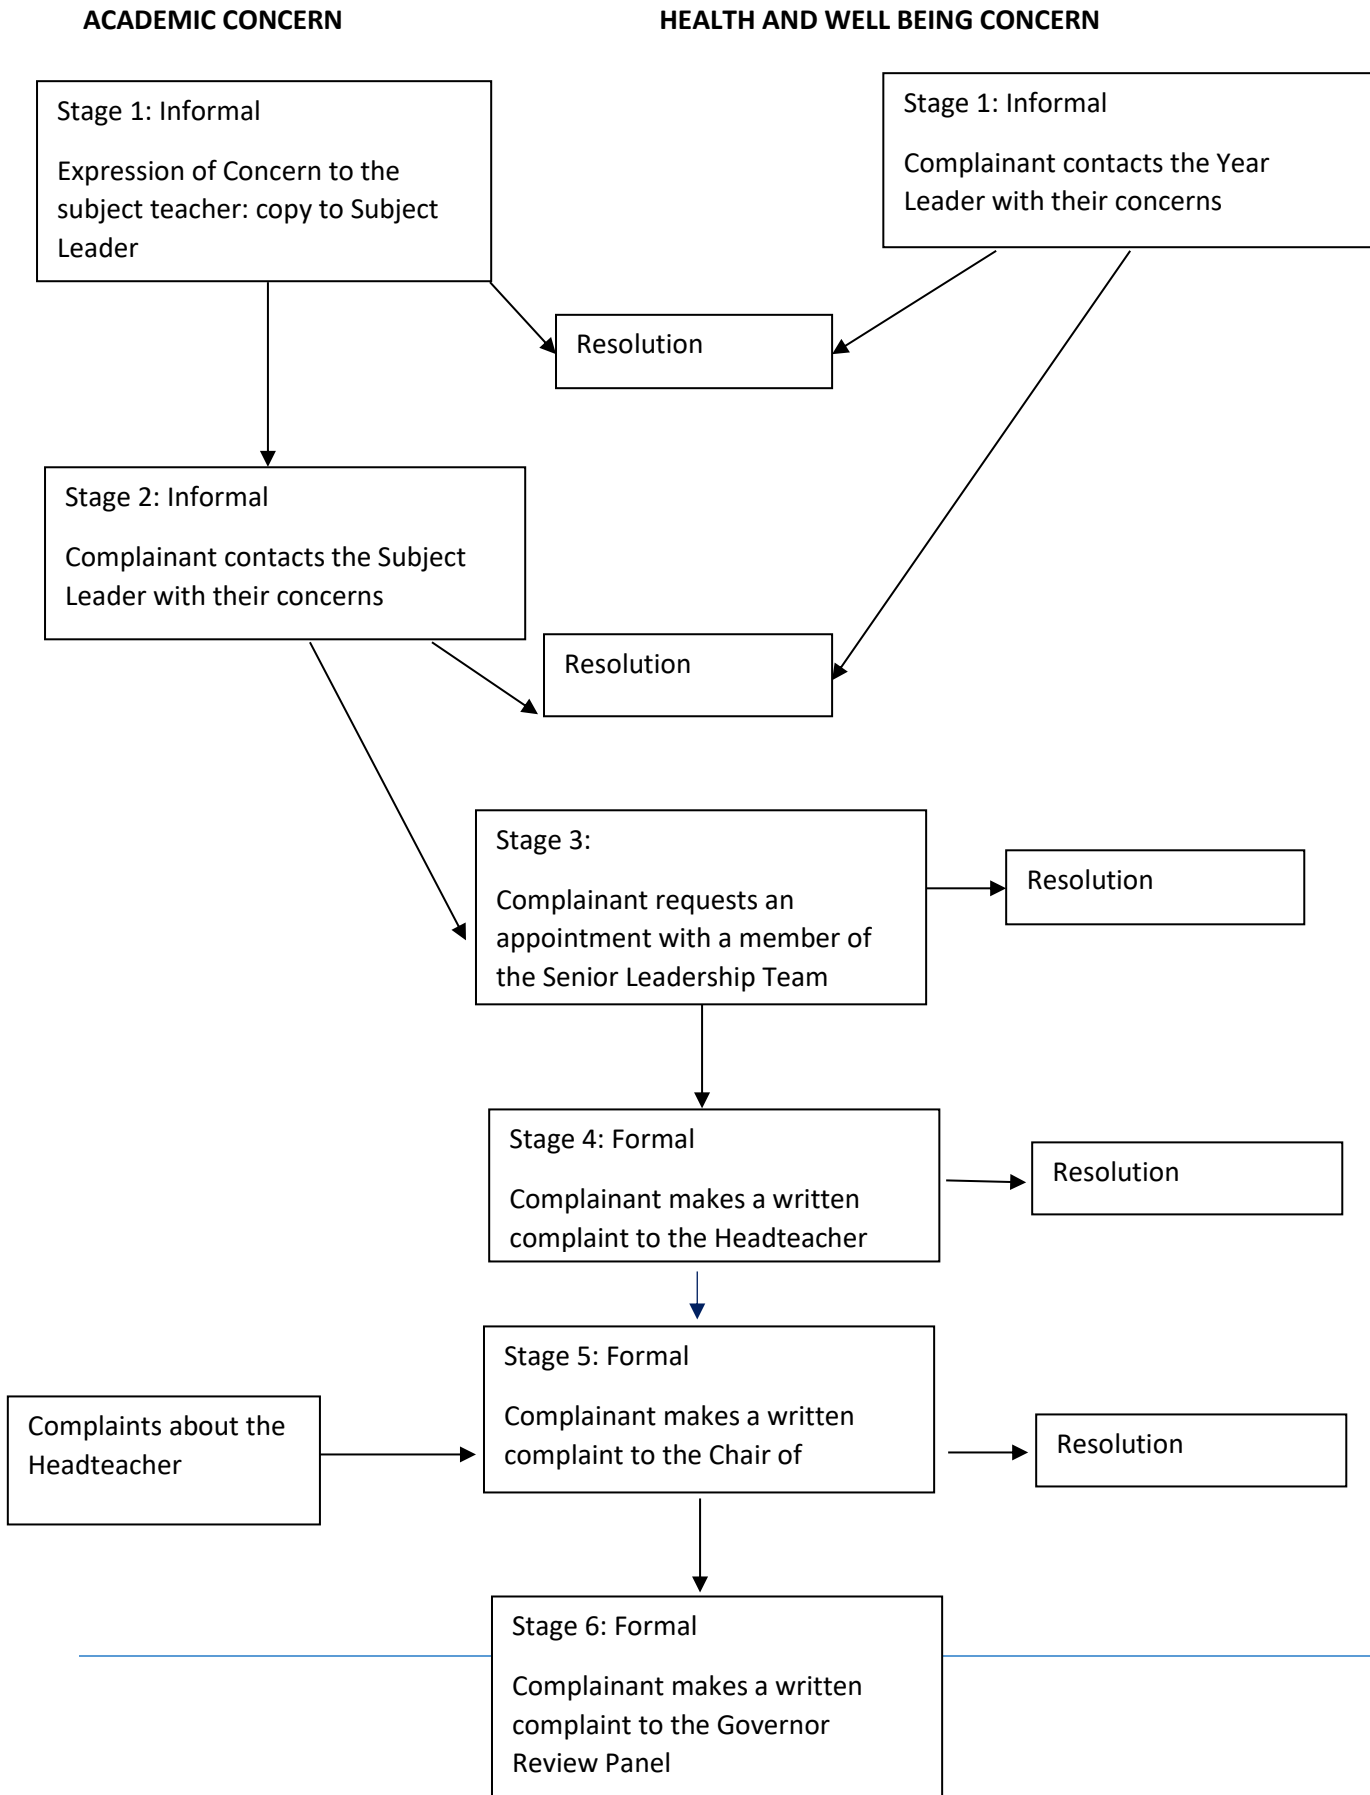 ACADEMIC CONCERN
HEALTH AND WELL BEING CONCERN
Stage 1: Informal
Expression of Concern to the
subject teacher: copy to Subject
Leader
Stage 1: Informal
Complainant contacts the Year
Leader with their concerns
Resolution
Stage 2: Informal
Complainant contacts the Subject
Leader with their concerns
Resolution
Stage 3:
Complainant requests an
appointment with a member of
the Senior Leadership Team
Resolution
Stage 4: Formal
Complainant makes a written
complaint to the Headteacher
Resolution
Stage 5: Formal
Complainant makes a written
complaint to the Chair of
Complaints about the
Headteacher
Resolution
Stage 6: Formal
Complainant makes a written
complaint to the Governor
Review Panel